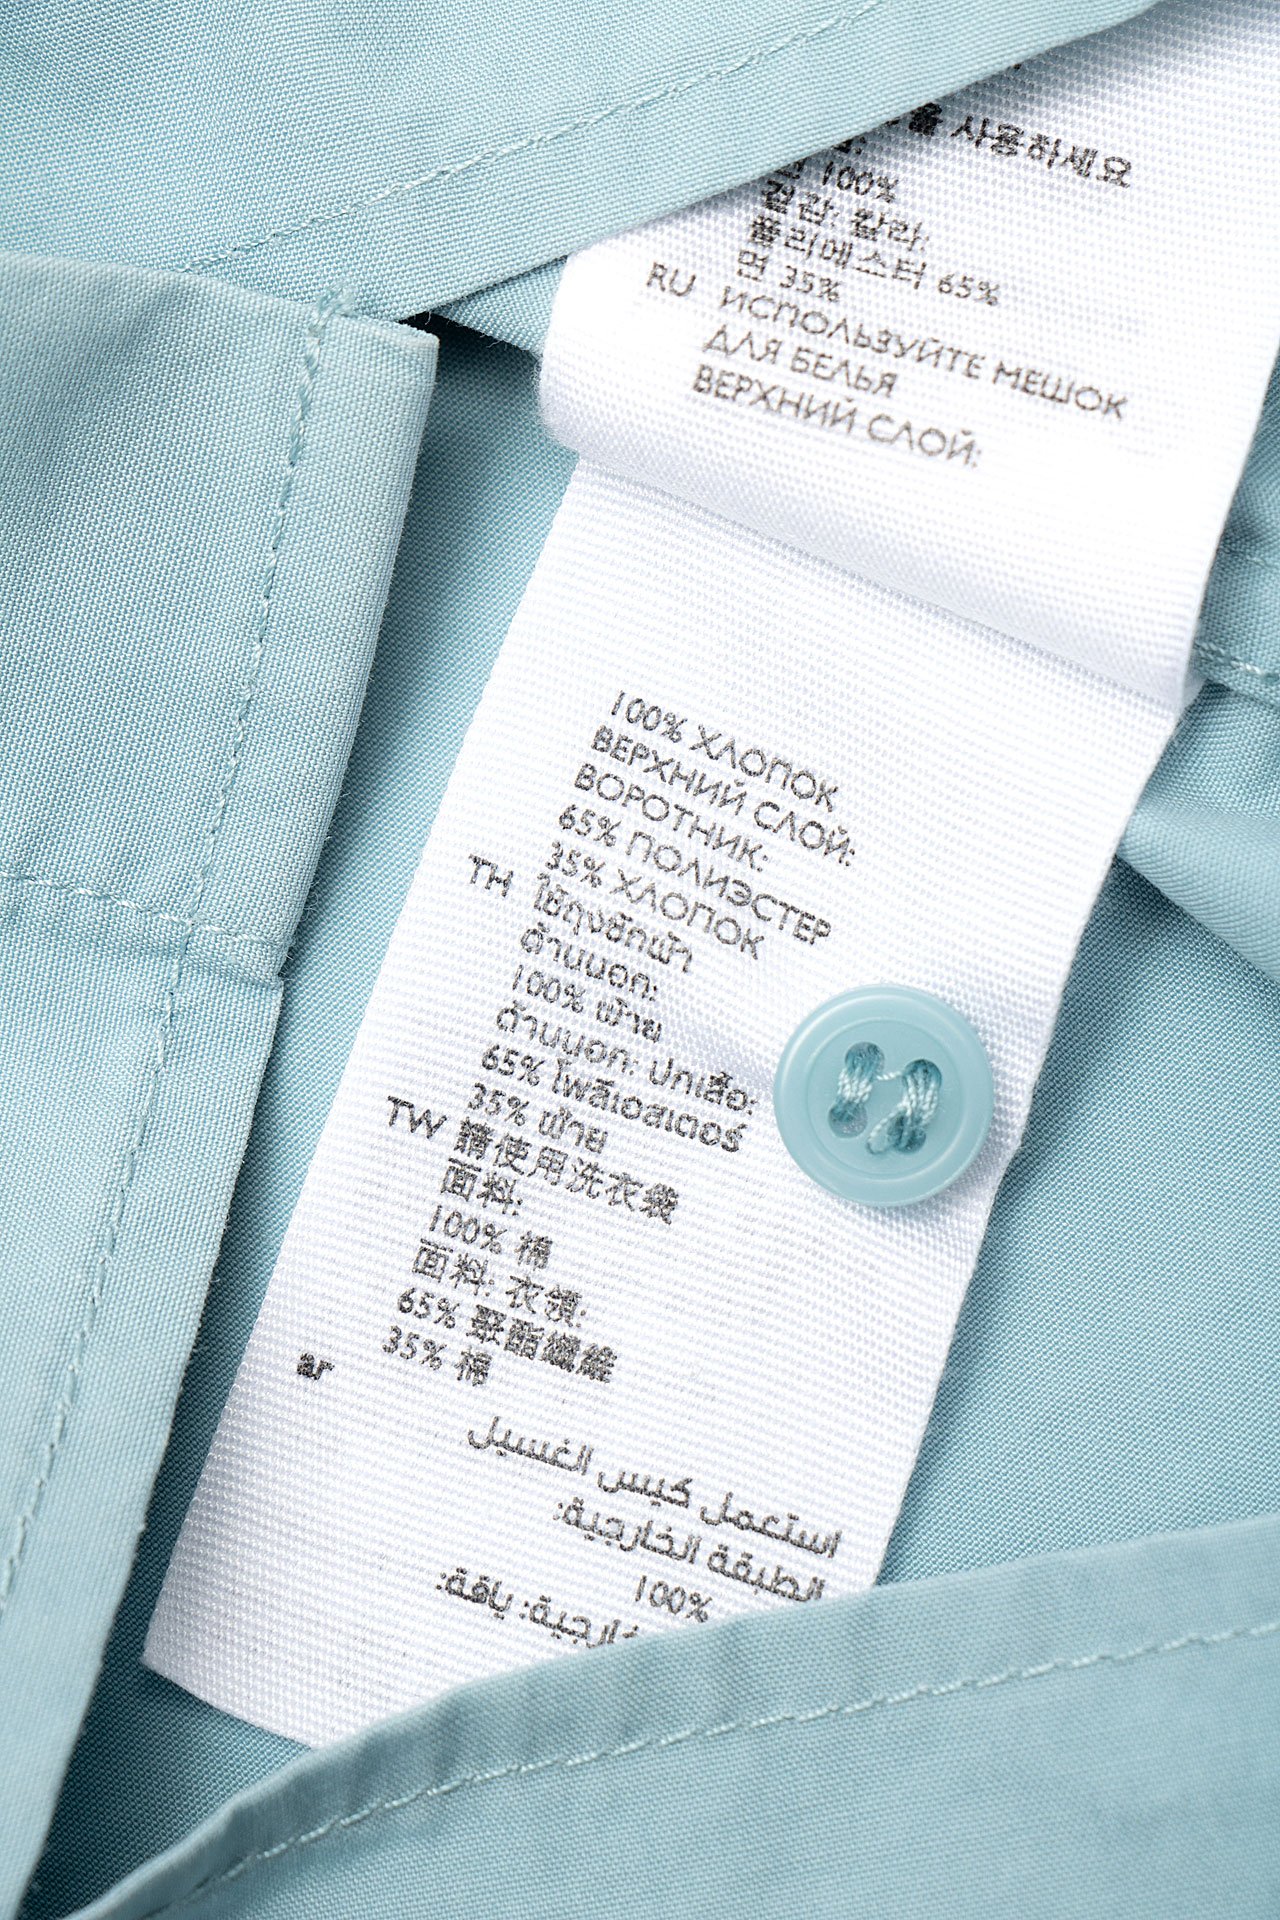 사용하세요
100%
겉감: 칼라:
폴리에스터 65%
면 35%
RU ИСПОЛЬЗУЙТЕ МЕШОК
ДЛЯ БЕЛЬЯ
ВЕРХНИЙ СЛОЙ:
100% ХЛОПОК
ВЕРХНИЙ СЛОЙ:
ВОРОТНИК:
65% ПОЛИЭСТЕР
35% ХЛОПОК
TH ใช้ถุงซักผ้า
ด้านนอก:
100% ฝ้าย
ด้านนอก: ปกเสื้อ:
65% โพลีเอสเตอร์
35% ฝ้าย
TW 請使用洗衣袋
面料:
100% 棉
面料: 衣領:
65% 聚酯纖維
35% 棉
ar
استعمل كيس الغسيل
الطبقة الخارجية:
100%
ياقة: